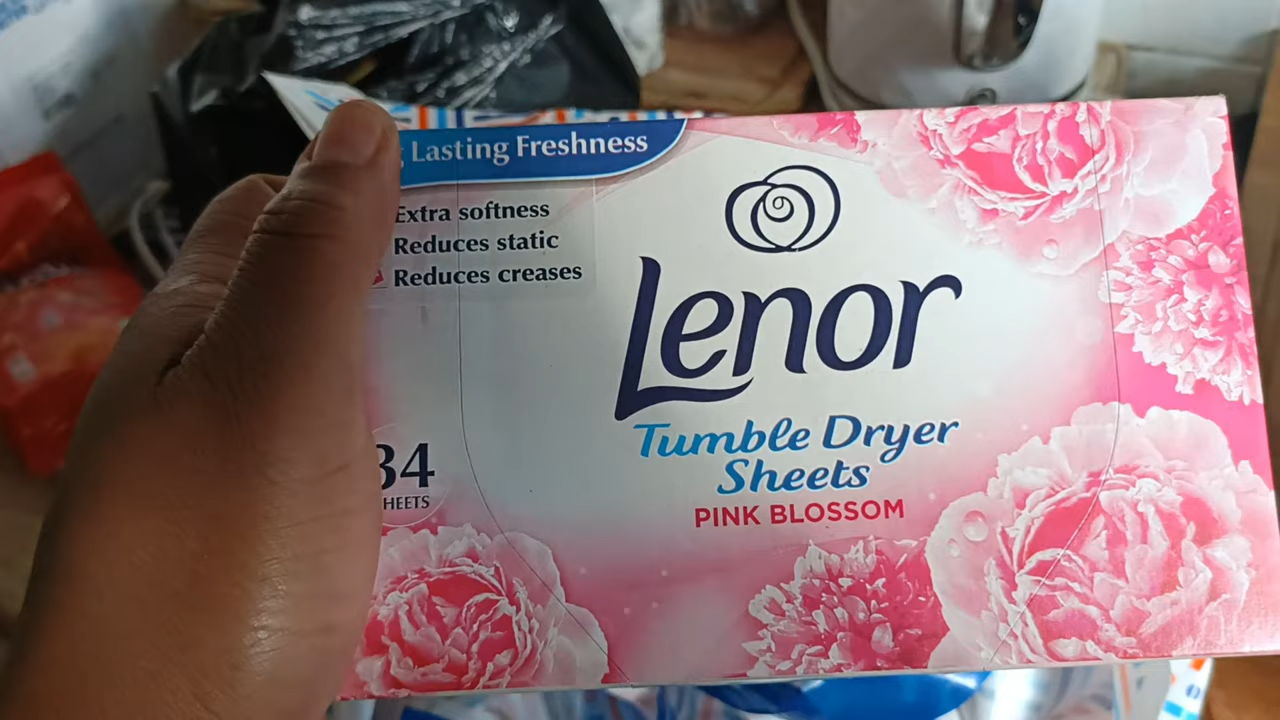 Lasting Freshness
Extra softness
Reduces static
Reduces creases
Lenor
Tumble Dryer
Sheets
PINK BLOSSOM
34